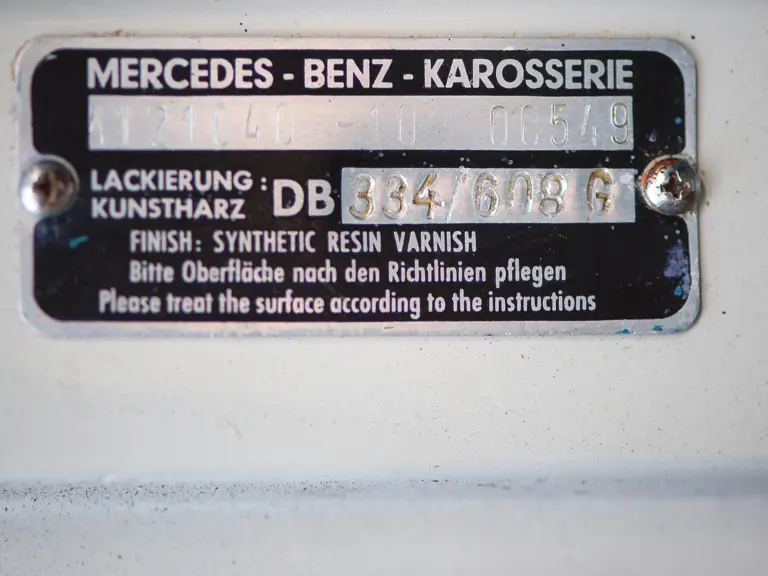 MERCEDES - BENZ - KAROSSERIE
121040 - 10 - 00549
LACKIERUNG :
KUNSTHARZ
DB 334/608 G
FINISH: SYNTHETIC RESIN VARNISH
Bitte Oberfläche nach den Richtlinien pflegen
Please treat the surface according to the instructions